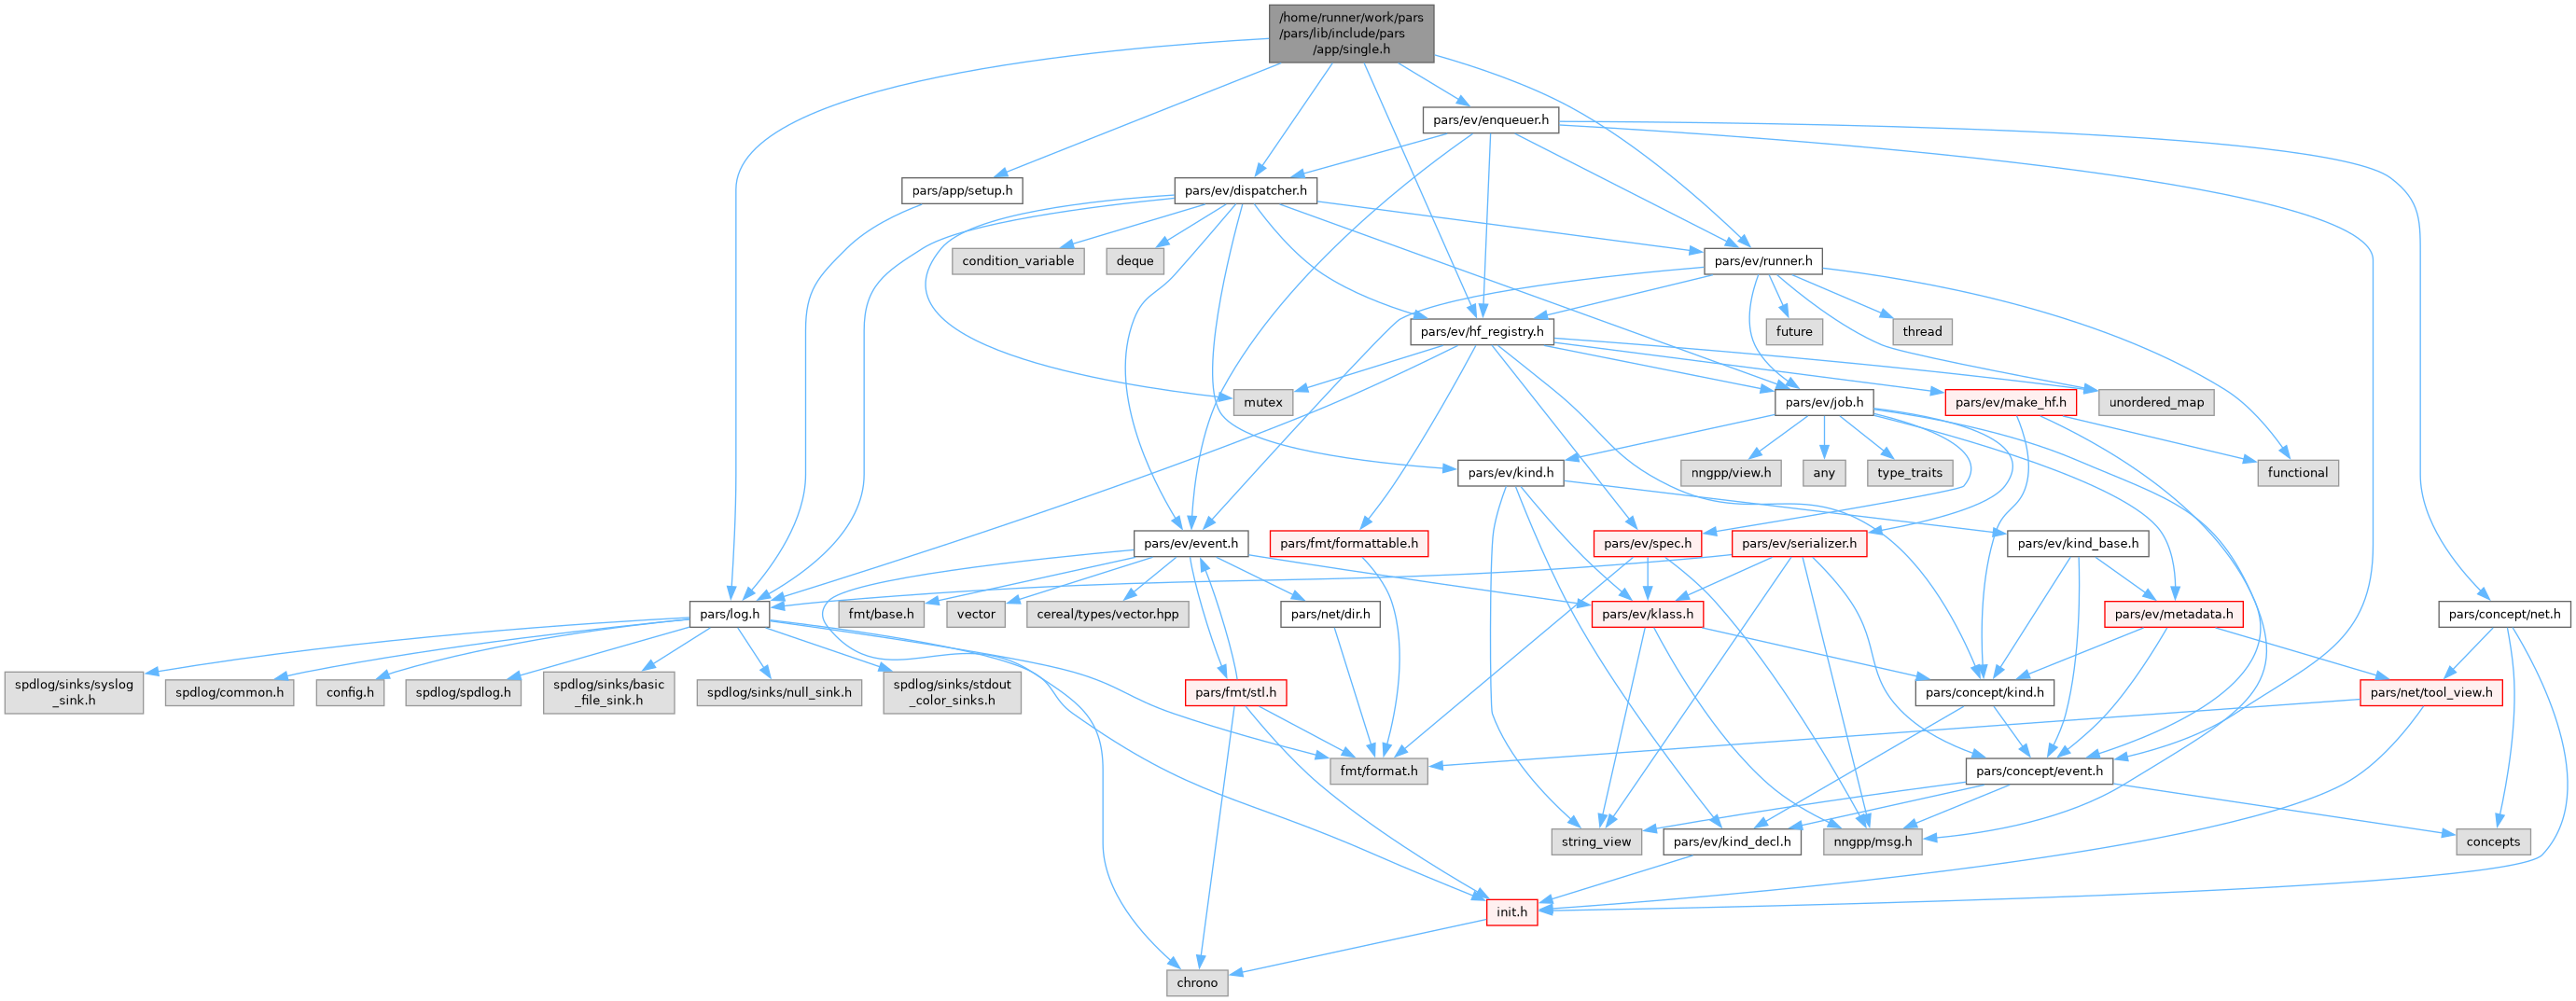 /home/runner/work/pars
/pars/lib/include/pars
/app/single.h
pars/ev/enqueuer.h
pars/app/setup.h
pars/ev/dispatcher.h
condition_variable
deque
pars/ev/runner.h
pars/ev/hf_registry.h
future
thread
mutex
pars/ev/job.h
pars/ev/make_hf.h
unordered_map
pars/ev/kind.h
nngpp/view.h
any
type_traits
functional
pars/ev/event.h
pars/fmt/formattable.h
pars/ev/spec.h
pars/ev/serializer.h
pars/ev/kind_base.h
pars/log.h
fmt/base.h
vector
cereal/types/vector.hpp
pars/net/dir.h
pars/ev/klass.h
pars/ev/metadata.h
pars/concept/net.h
spdlog/sinks/syslog
_sink.h
spdlog/common.h
config.h
spdlog/spdlog.h
spdlog/sinks/basic
_file_sink.h
spdlog/sinks/null_sink.h
spdlog/sinks/stdout
_color_sinks.h
pars/fmt/stl.h
pars/concept/kind.h
pars/net/tool_view.h
fmt/format.h
pars/concept/event.h
string_view
pars/ev/kind_decl.h
nngpp/msg.h
concepts
init.h
chrono